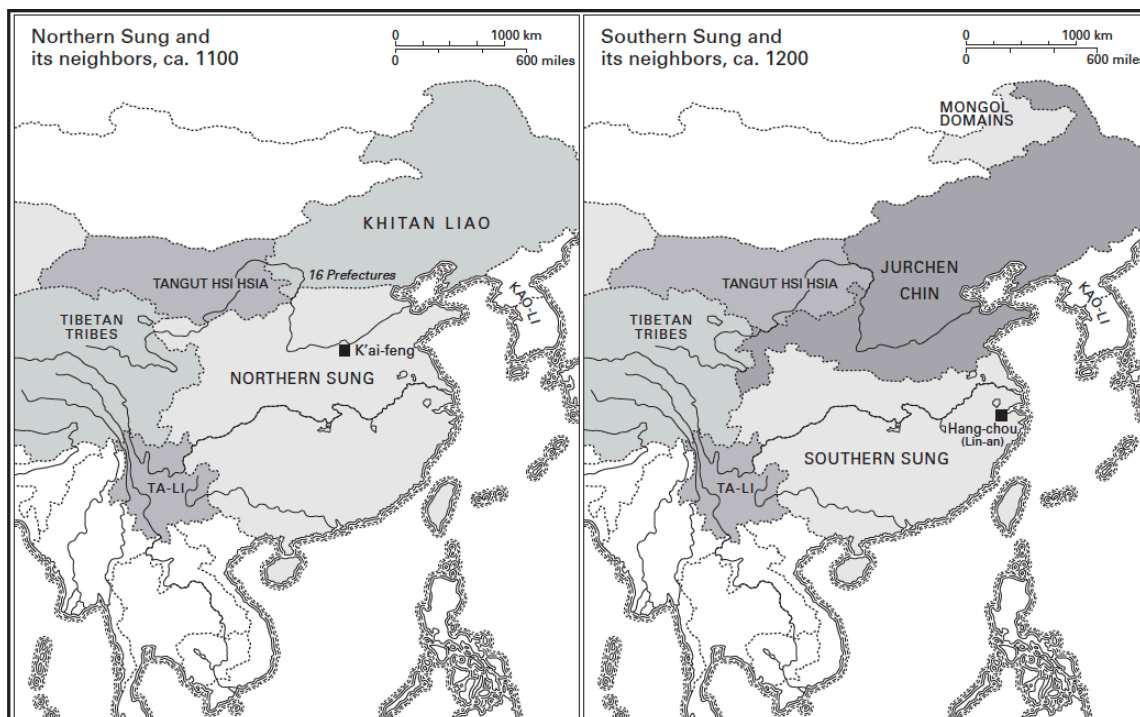 Northern Sung and
its neighbors, ca. 1100
0 1000 km
0 600 miles
KHITAN LIAO
TANGUT HSI HSIA
16 Prefectures
TIBETAN
TRIBES
K'ai-feng
NORTHERN SUNG
KAO-LI
TA-LI
Southern Sung and
its neighbors, ca. 1200
0 1000 km
0 600 miles
MONGOL
DOMAINS
JURCHEN
CHIN
TANGUT HSI HSIA
TIBETAN
TRIBES
KAO-LI
Hang-chou
(Lin-an)
SOUTHERN SUNG
TA-LI